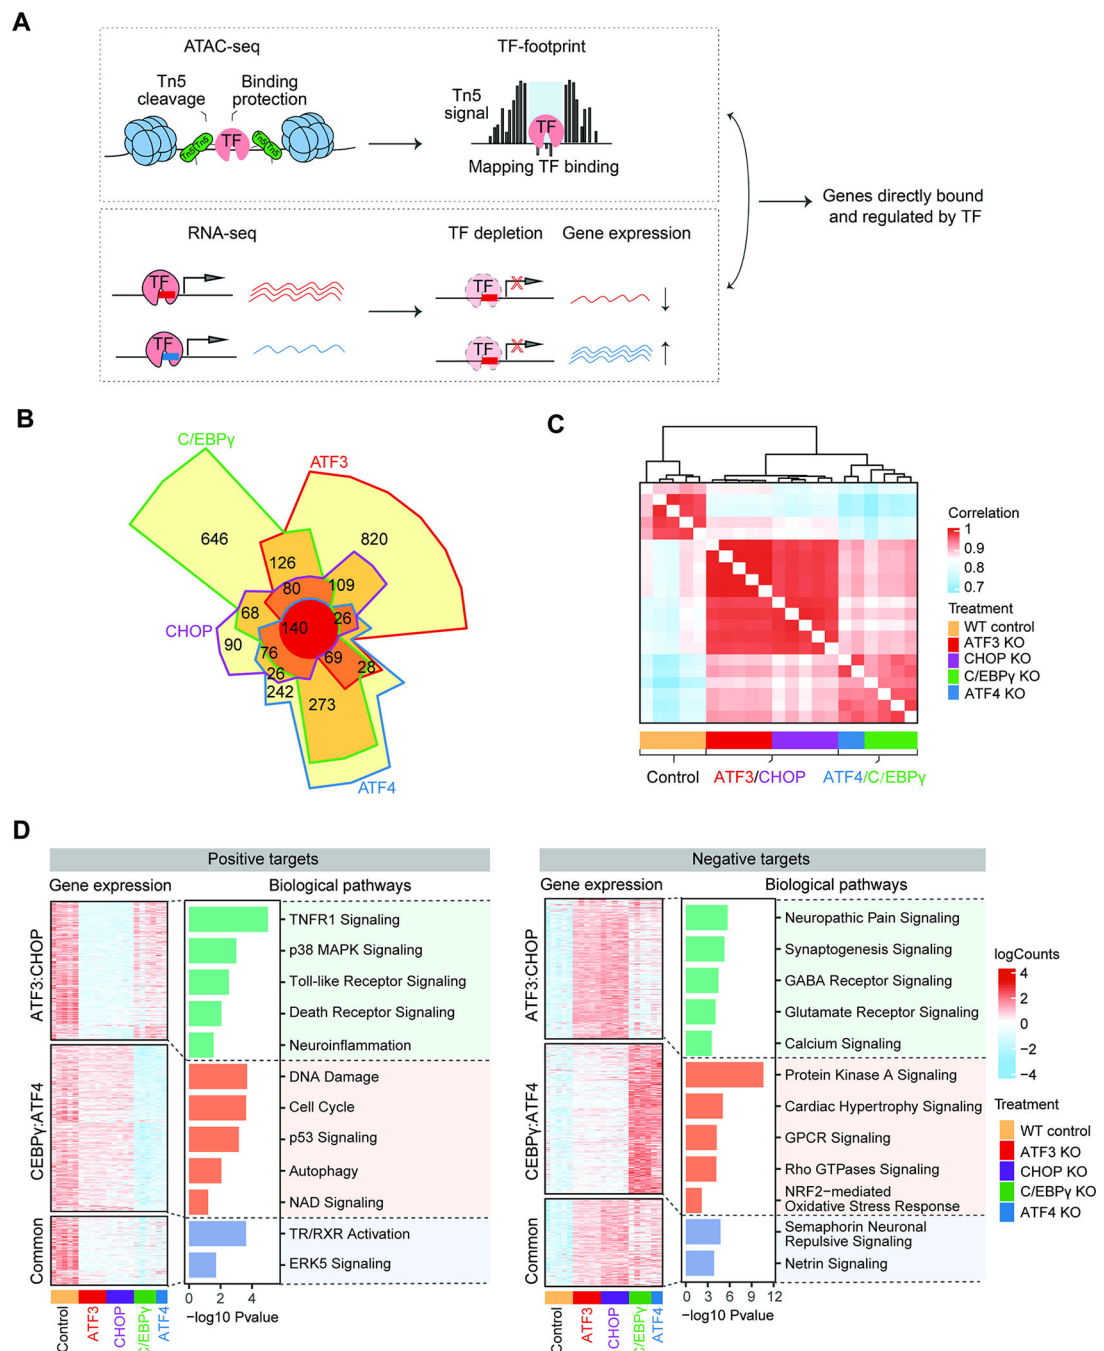 A
ATAC-seq
TF-footprint
Tn5
cleavage
Binding
protection
Tn5
signal
TF
Tn5
Tn5
Tn5
TF
Mapping TF binding
Genes directly bound
and regulated by TF
RNA-seq
TF depletion
Gene expression
TF
TF
X
TF
TF
X
B
C/EBPγ
ATF3
646
820
126
80
109
68
CHOP
140
26
90
76
69
26
28
242
273
ATF4
C
Correlation
1
0.9
0.8
0.7
Treatment
WT control
ATF3 KO
CHOP KO
C/EBPγ KO
ATF4 KO
Control
ATF3/CHOP
ATF4/C/EBPγ
D
Positive targets
Gene expression
Biological pathways
ATF3:CHOP
TNFR1 Signaling
p38 MAPK Signaling
Toll-like Receptor Signaling
Death Receptor Signaling
Neuroinflammation
CEBPγ:ATF4
DNA Damage
Cell Cycle
p53 Signaling
Autophagy
NAD Signaling
Common
TR/RXR Activation
ERK5 Signaling
0 2 4
−log10 Pvalue
Control
ATF3
CHOP
C/EBPγ
ATF4
Negative targets
Gene expression
Biological pathways
ATF3:CHOP
Neuropathic Pain Signaling
Synaptogenesis Signaling
GABA Receptor Signaling
Glutamate Receptor Signaling
Calcium Signaling
CEBPγ:ATF4
Protein Kinase A Signaling
Cardiac Hypertrophy Signaling
GPCR Signaling
Rho GTPases Signaling
NRF2−mediated
Oxidative Stress Response
Common
Semaphorin Neuronal
Repulsive Signaling
Netrin Signaling
0 3 6 9 12
−log10 Pvalue
Control
ATF3
CHOP
C/EBPγ
ATF4
logCounts
4
2
0
−2
−4
Treatment
WT control
ATF3 KO
CHOP KO
C/EBPγ KO
ATF4 KO